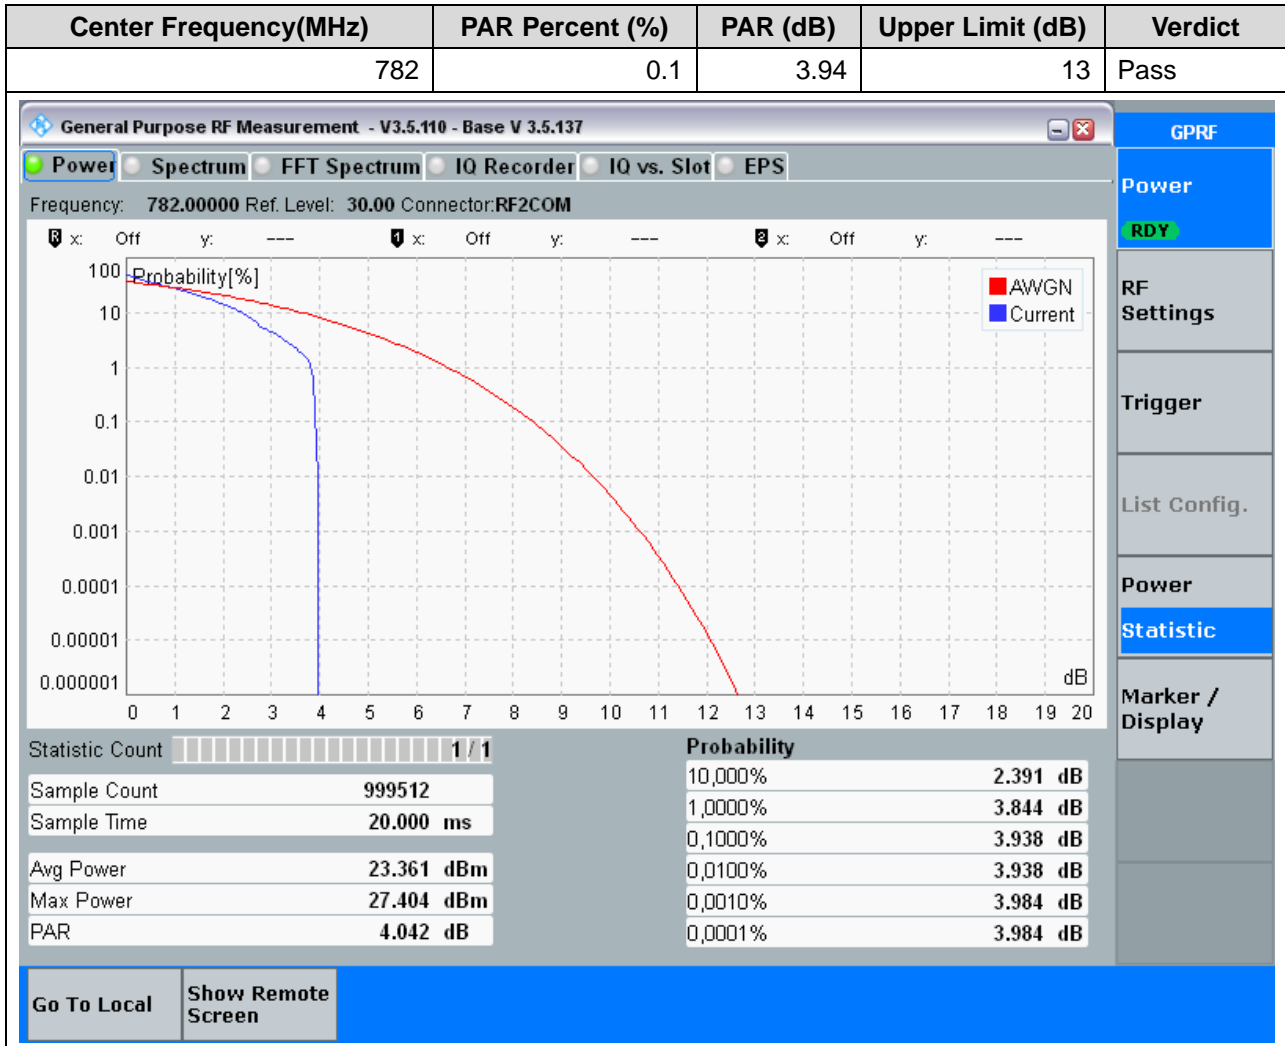 Center Frequency(MHz) PAR Percent (%) PAR (dB) Upper Limit (dB) Verdict
782 0.1 3.94 13 Pass
General Purpose RF Measurement - V3.5.110 - Base V 3.5.137
GPRF
Power Spectrum FFT Spectrum IQ Recorder IQ vs. Slot EPS
Frequency: 782.00000 Ref. Level: 30.00 Connector:RF2COM
R x: Off y: --- 1 x: Off y: --- 2 x: Off y: ---
Probability[%]
AWGN
Current
100
10
1
0.1
0.01
0.001
0.0001
0.00001
0.000001
dB
0 1 2 3 4 5 6 7 8 9 10 11 12 13 14 15 16 17 18 19 20
Statistic Count 1 / 1
Sample Count 999512
Sample Time 20.000 ms
Avg Power 23.361 dBm
Max Power 27.404 dBm
PAR 4.042 dB
Probability
10,000% 2.391 dB
1,0000% 3.844 dB
0,1000% 3.938 dB
0,0100% 3.938 dB
0,0010% 3.984 dB
0,0001% 3.984 dB
Power
RDY
RF
Settings
Trigger
List Config.
Power
Statistic
Marker /
Display
Go To Local
Show Remote
Screen